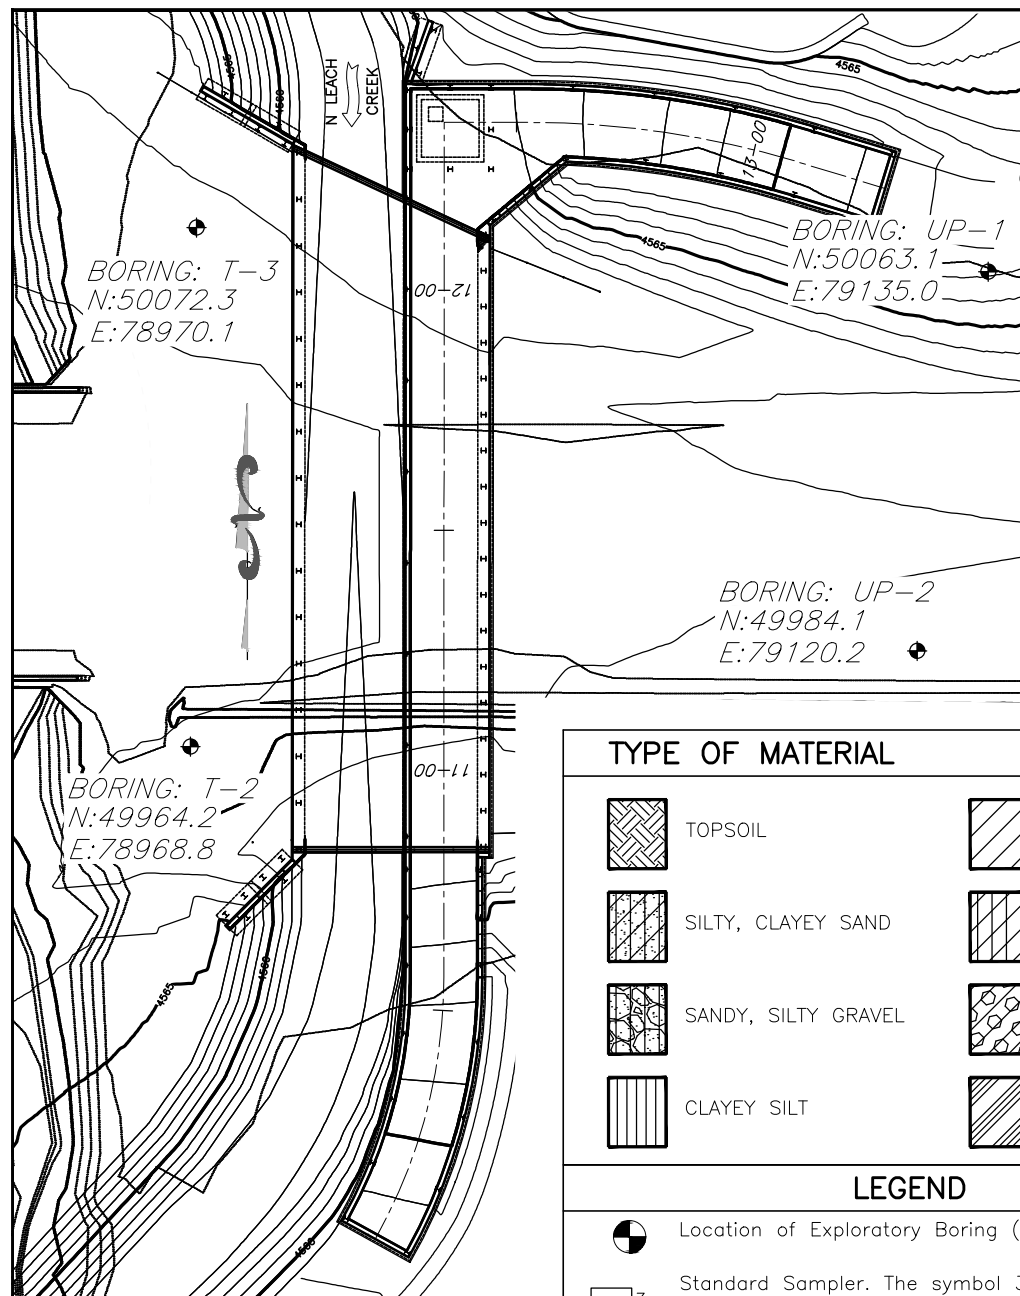 4565
4560
N LEACH
CREEK
4565
13-00
4565
BORING: UP-1
N:50063.1
E:79135.0
BORING: T-3
N:50072.3
E:78970.1
12-00
BORING: UP-2
N:49984.1
E:79120.2
11-00
BORING: T-2
N:49964.2
E:78968.8
4565
4560
4560
TYPE OF MATERIAL
TOPSOIL
SILTY, CLAYEY SAND
SANDY, SILTY GRAVEL
CLAYEY SILT
LEGEND
Location of Exploratory Boring (
Standard Sampler. The symbol